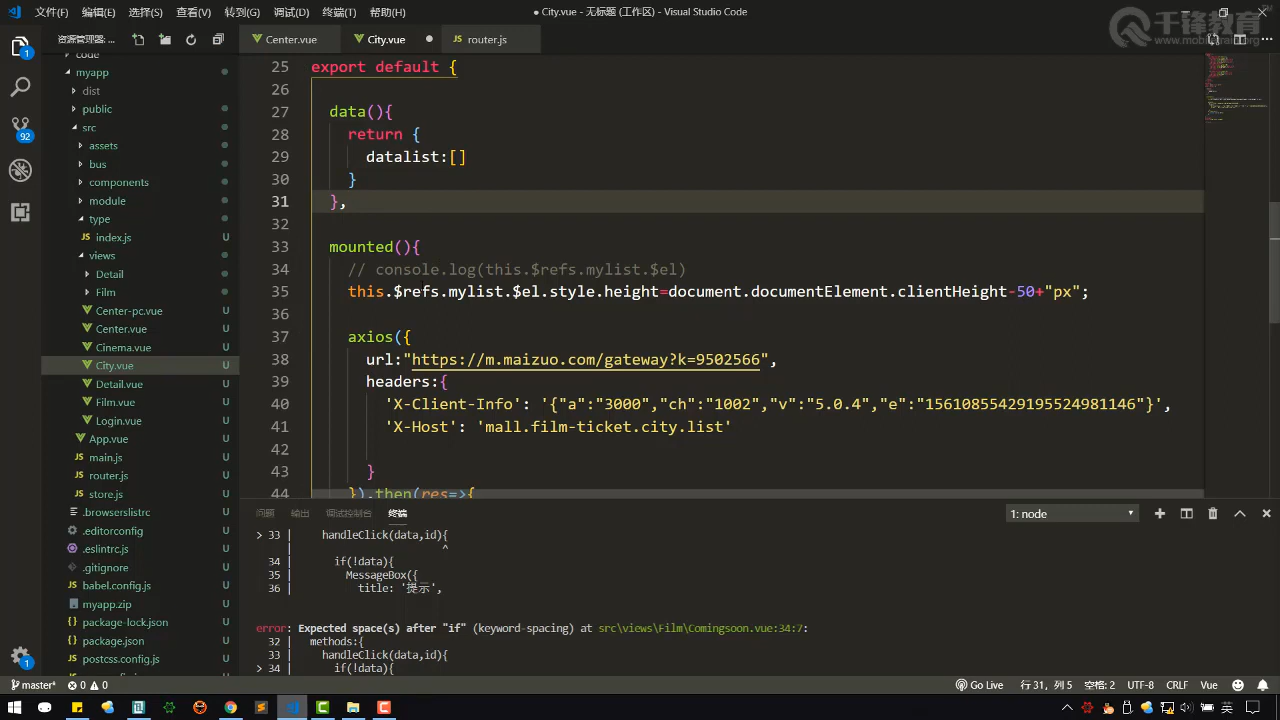 文件(F) 编辑(E) 选择(S) 查看(V) 转到(G) 调试(D) 终端(T) 帮助(H) ● City.vue - 无标题 (工作区) - Visual Studio Code
千锋教育
www.mobiletrain.org
资源管理器: ...
Center.vue City.vue router.js
code
myapp
dist
public
src
assets
bus
components
module
type
index.js U
views
Detail
Film
Center-pc.vue U
Center.vue U
Cinema.vue U
City.vue U
Detail.vue U
Film.vue U
Login.vue U
App.vue U
main.js U
router.js U
store.js U
.browserslistrc U
.editorconfig U
.eslintrc.js U
.gitignore U
babel.config.js U
myapp.zip U
package-lock.json U
package.json U
postcss.config.js U
1
92
1
25 export default {
26
27 data(){
28 return {
29 datalist:[]
30 }
31 },
32
33 mounted(){
34 // console.log(this.$refs.mylist.$el)
35 this.$refs.mylist.$el.style.height=document.documentElement.clientHeight-50+"px";
36
37 axios({
38 url:"https://m.maizuo.com/gateway?k=9502566",
39 headers:{
40 'X-Client-Info': '{"a":"3000","ch":"1002","v":"5.0.4","e":"15610855429195524981146"}',
41 'X-Host': 'mall.film-ticket.city.list'
42
43 }
44 }).then(res=>{
问题 输出 调试控制台 终端 1: node
> 33 | handleClick(data,id){
| ^
34 | if(!data){
35 | MessageBox({
36 | title: '提示',
error: Expected space(s) after "if" (keyword-spacing) at src\views\Film\Comingsoon.vue:34:7:
32 | methods:{
33 | handleClick(data,id){
> 34 | if(!data){
master* 0 0 Go Live 行 31, 列 5 空格: 2 UTF-8 CRLF Vue
英